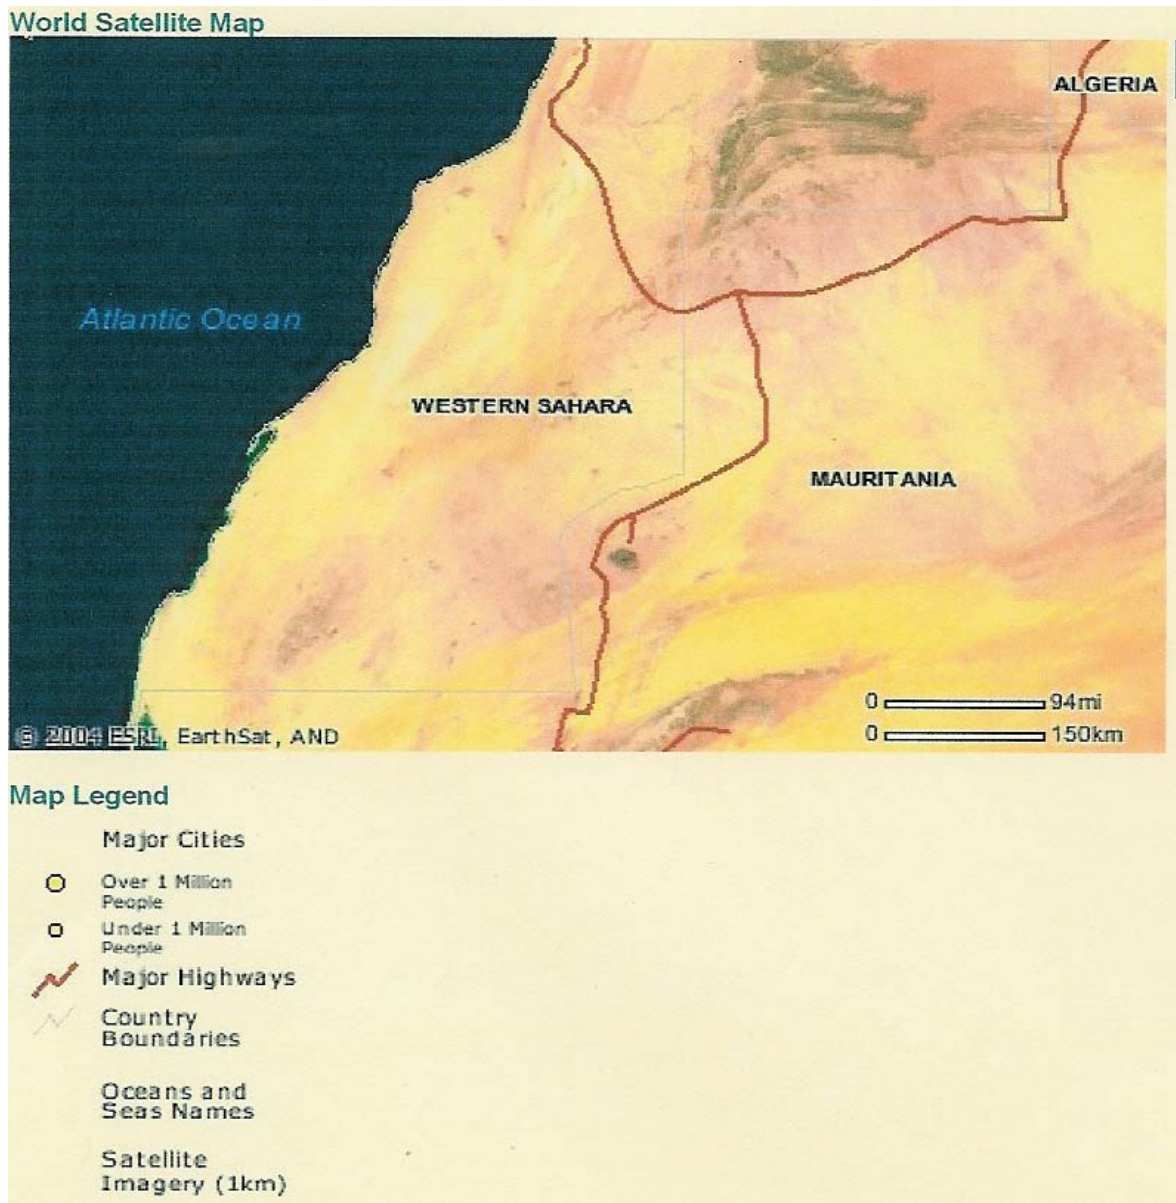 World Satellite Map
ALGERIA
Atlantic Ocean
WESTERN SAHARA
MAURITANIA
0 94mi
0 150km
© 2004 ESRI, EarthSat, AND
Map Legend
Major Cities
Over 1 Million
People
Under 1 Million
People
Major Highways
Country
Boundaries
Oceans and
Seas Names
Satellite
Imagery (1km)